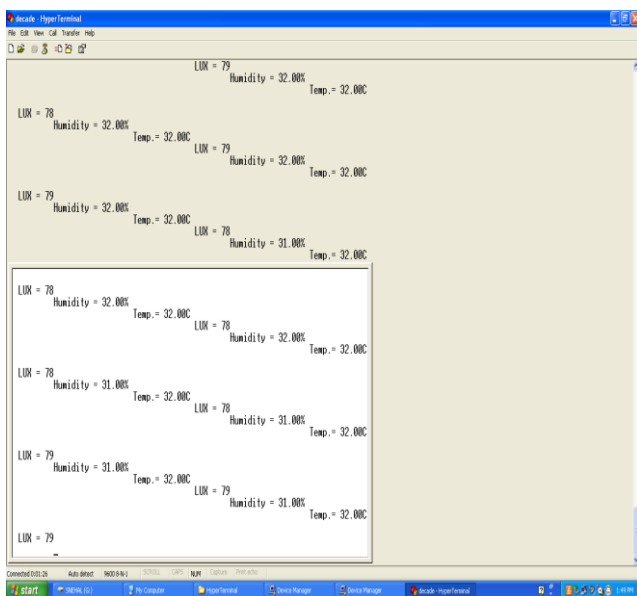 decade - HyperTerminal
File Edit View Call Transfer Help
LUX = 79
Humidity = 32.00%
Temp.= 32.00C
LUX = 78
Humidity = 32.00%
Temp.= 32.00C
LUX = 79
Humidity = 32.00%
Temp.= 32.00C
LUX = 79
Humidity = 32.00%
Temp.= 32.00C
LUX = 78
Humidity = 31.00%
Temp.= 32.00C
LUX = 78
Humidity = 32.00%
Temp.= 32.00C
LUX = 78
Humidity = 32.00%
Temp.= 32.00C
LUX = 78
Humidity = 31.00%
Temp.= 32.00C
LUX = 78
Humidity = 31.00%
Temp.= 32.00C
LUX = 79
Humidity = 31.00%
Temp.= 32.00C
LUX = 79
Humidity = 31.00%
Temp.= 32.00C
LUX = 79
Connected 0:01:26 Auto detect 9600 8-N-1 SCROLL CAPS NUM Capture Print echo
start SNEHAL (G:) My Computer HyperTerminal Device Manager Device Manager decade - HyperTerminal 1:49 PM